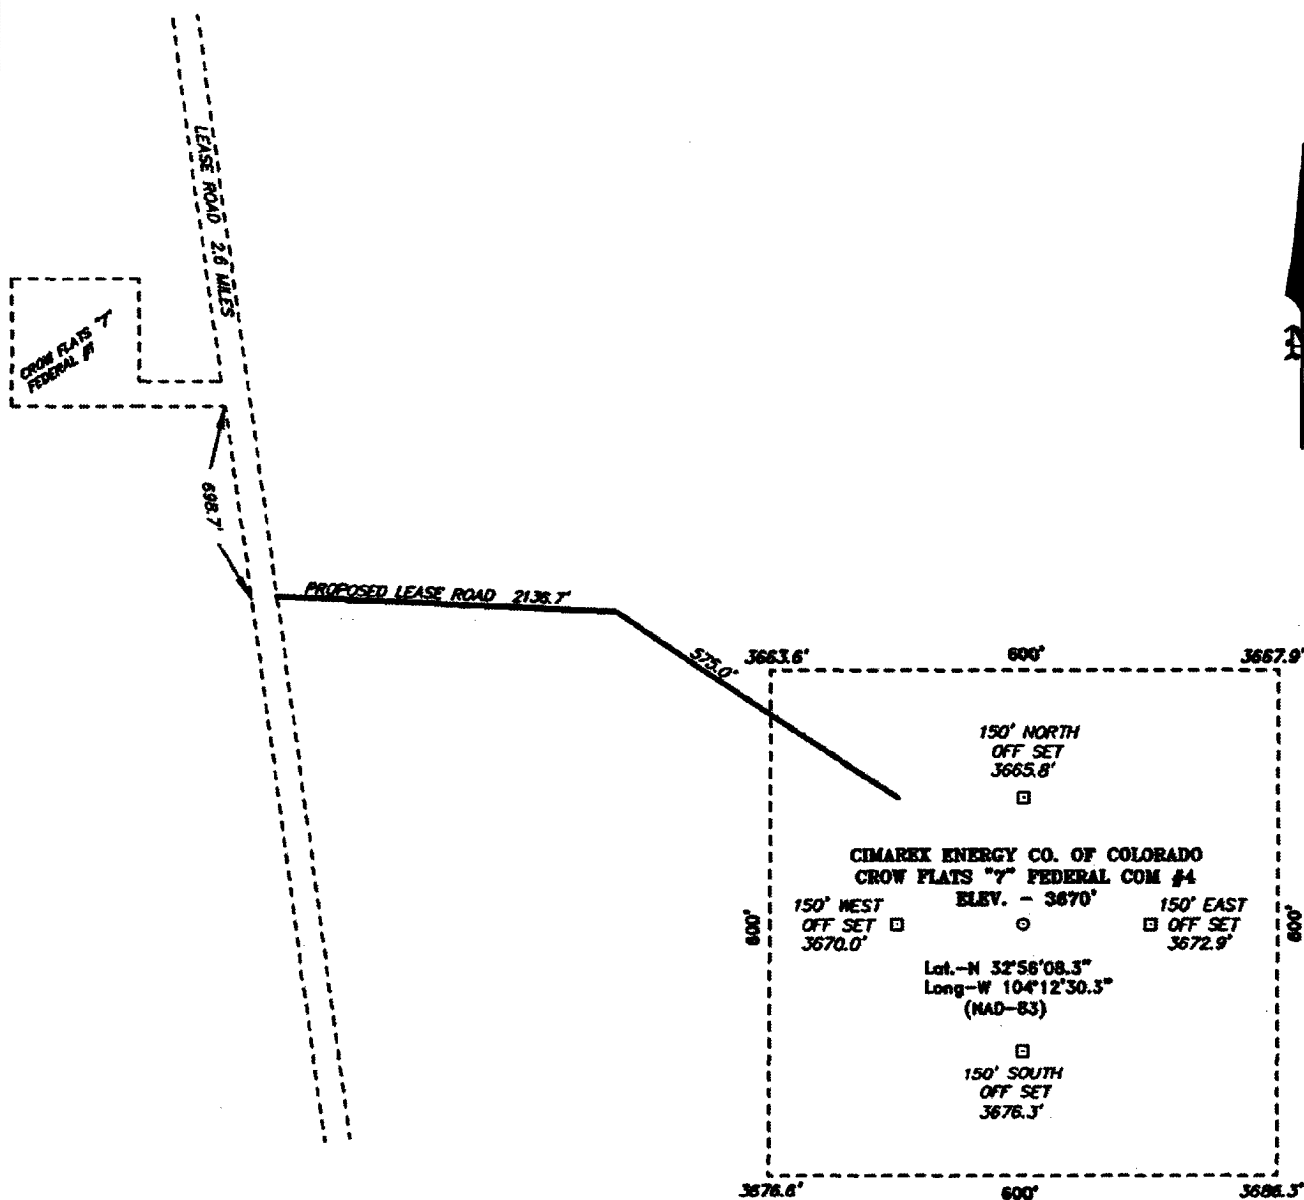 LEASE ROAD 2.6 MILES
CROW FLATS "7"
FEDERAL #1
698.7'
PROPOSED LEASE ROAD 2136.7'
575.0'
3663.6'
600'
3667.9'
150' NORTH
OFF SET
3665.8'
CIMAREX ENERGY CO. OF COLORADO
CROW FLATS "7" FEDERAL COM #4
ELEV. - 3670'
150' WEST
OFF SET
3670.0'
150' EAST
OFF SET
3672.9'
600'
600'
Lat.-N 32°56'08.3"
Long-W 104°12'30.3"
(NAD-83)
150' SOUTH
OFF SET
3676.3'
3676.6'
600'
3686.3'